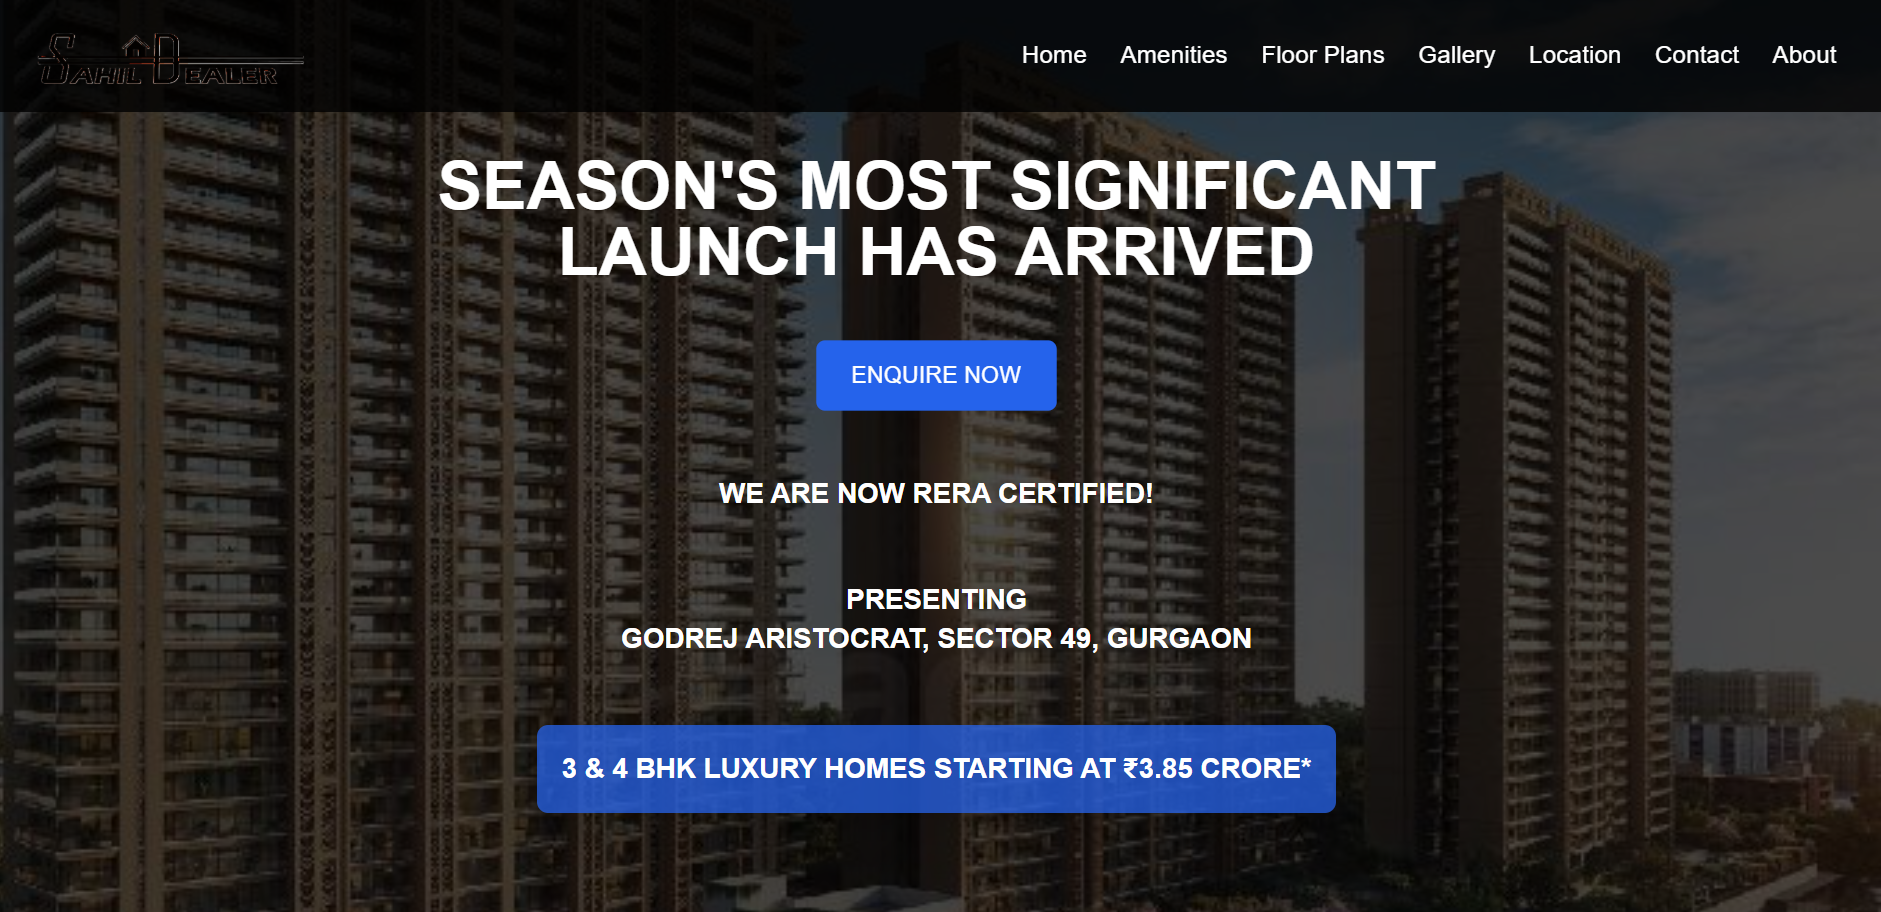 SAHIL DEALER
Home Amenities Floor Plans Gallery Location Contact About
SEASON'S MOST SIGNIFICANT
LAUNCH HAS ARRIVED
ENQUIRE NOW
WE ARE NOW RERA CERTIFIED!
PRESENTING
GODREJ ARISTOCRAT, SECTOR 49, GURGAON
3 & 4 BHK LUXURY HOMES STARTING AT ₹3.85 CRORE*